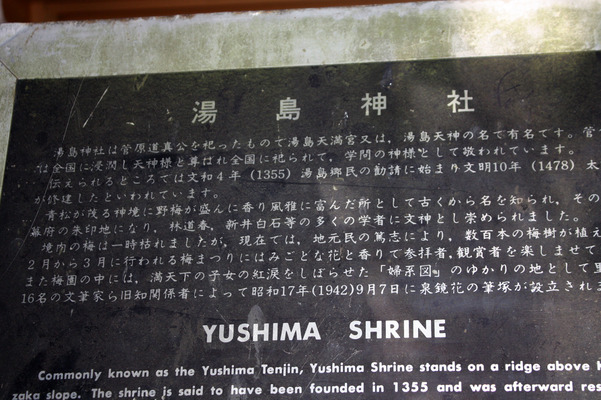 湯島神社
湯島神社は菅原道真公を祀ったもので湯島天満宮又は，湯島天神の名で有名です。菅
は全国に浸潤し天神様と尊ばれ全国に祀られて，学問の神様として敬われています。
伝えられるところでは文和4年（1355）湯島郷民の勧請に始まり文明10年（1478）太
が修建したといわれています。
青松が茂る神境に野梅が盛んに香り風雅に富んだ所として古くから名を知られ，その
幕府の朱印地になり，林道春，新井白石等の多くの学者に文神として崇められました。
境内の梅は一時枯れましたが，現在では，地元民の篤志により，数百本の梅樹が植え
2月から3月に行われる梅まつりにはみごとな花と香りで参拝者，観賞者を楽しませて
また梅園の中には，満天下の子女の紅涙をしぼらせた「婦系図」のゆかりの地として里
16名の文筆家ら旧知関係者によって昭和17年(1942)9月7日に泉鏡花の筆塚が設立されま
YUSHIMA SHRINE
Commonly known as the Yushima Tenjin, Yushima Shrine stands on a ridge above
zaka slope. The shrine is said to have been founded in 1355 and was afterward res